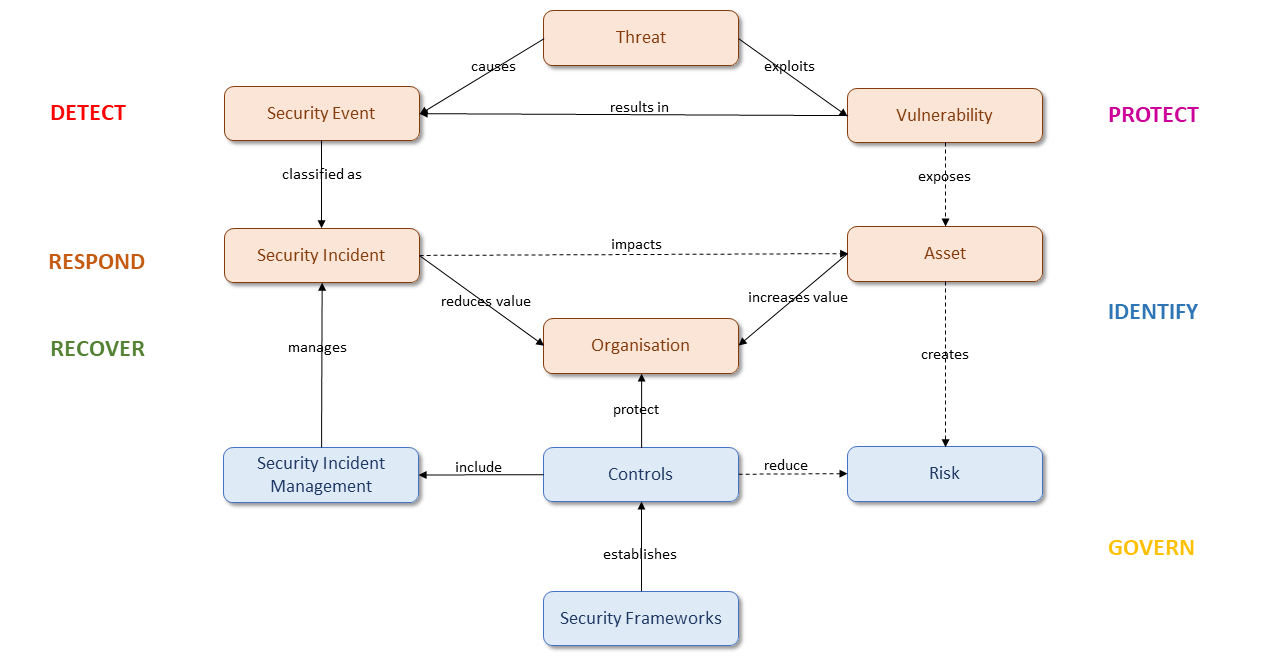 Threat
causes
exploits
DETECT
Security Event
results in
Vulnerability
PROTECT
classified as
exposes
RESPOND
Security Incident
impacts
Asset
reduces value
increases value
IDENTIFY
RECOVER
manages
Organisation
creates
protect
Security Incident
Management
include
Controls
reduce
Risk
establishes
GOVERN
Security Frameworks